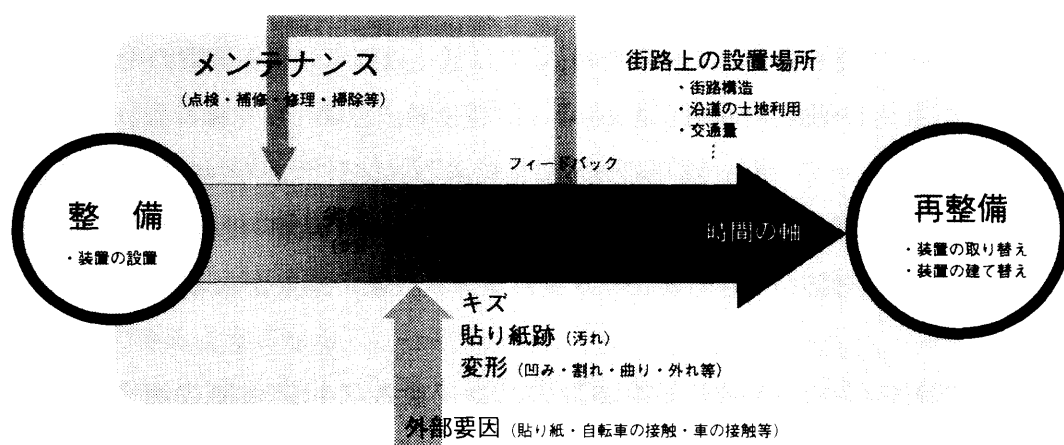 メンテナンス
(点検・補修・修理・掃除等)
街路上の設置場所
・街路構造
・沿道の土地利用
・交通量
⋮
フィードバック
整 備
・装置の設置
時間の軸
再整備
・装置の取り替え
・装置の建て替え
キズ
貼り紙跡(汚れ)
変形(凹み・割れ・曲り・外れ等)
外部要因(貼り紙・自転車の接触・車の接触等)